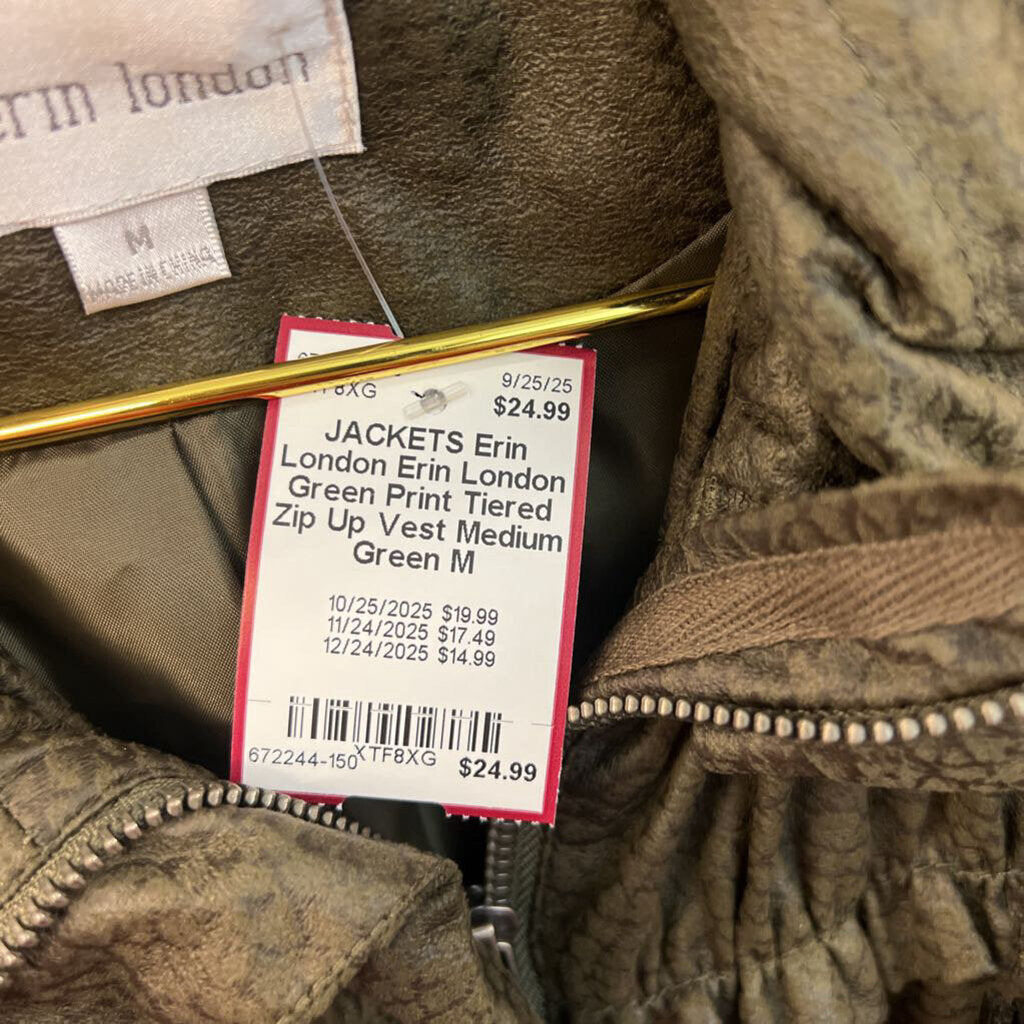 erin london
M
MADE IN CHINA
9/25/25
$24.99
JACKETS Erin
London Erin London
Green Print Tiered
Zip Up Vest Medium
Green M
10/25/2025 $19.99
11/24/2025 $17.49
12/24/2025 $14.99
672244-150 XTF8XG $24.99